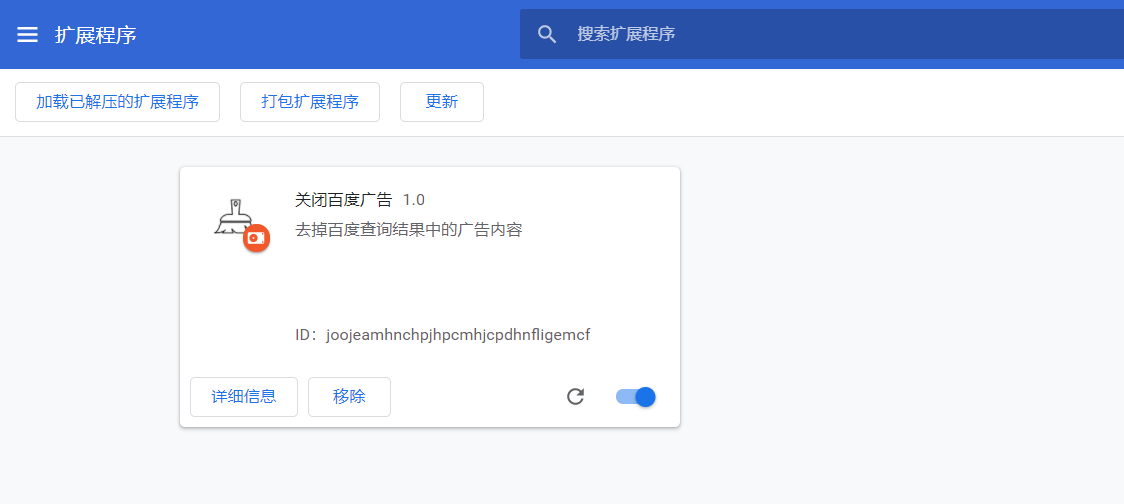 扩展程序
搜索扩展程序
加载已解压的扩展程序 打包扩展程序 更新
关闭百度广告 1.0
去掉百度查询结果中的广告内容
ID：joojeamhnchpjhpcmhjcpdhnfligemcf
详细信息 移除